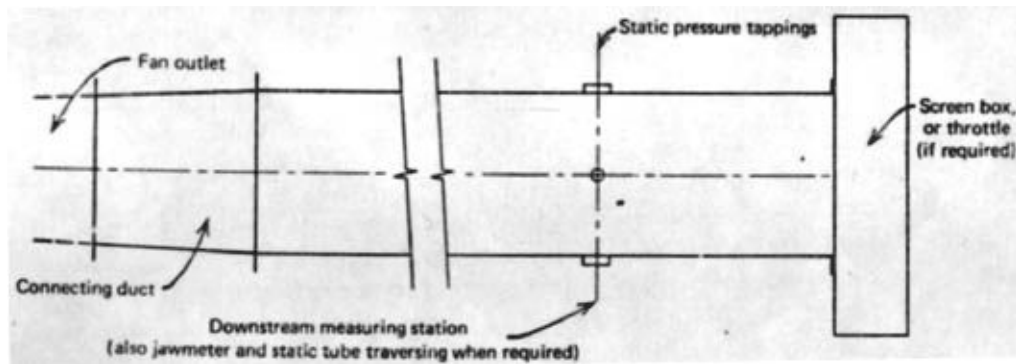 Static pressure tappings
Fan outlet
Screen box,
or throttle
(if required)
Connecting duct
Downstream measuring station
(also jawmeter and static tube traversing when required)